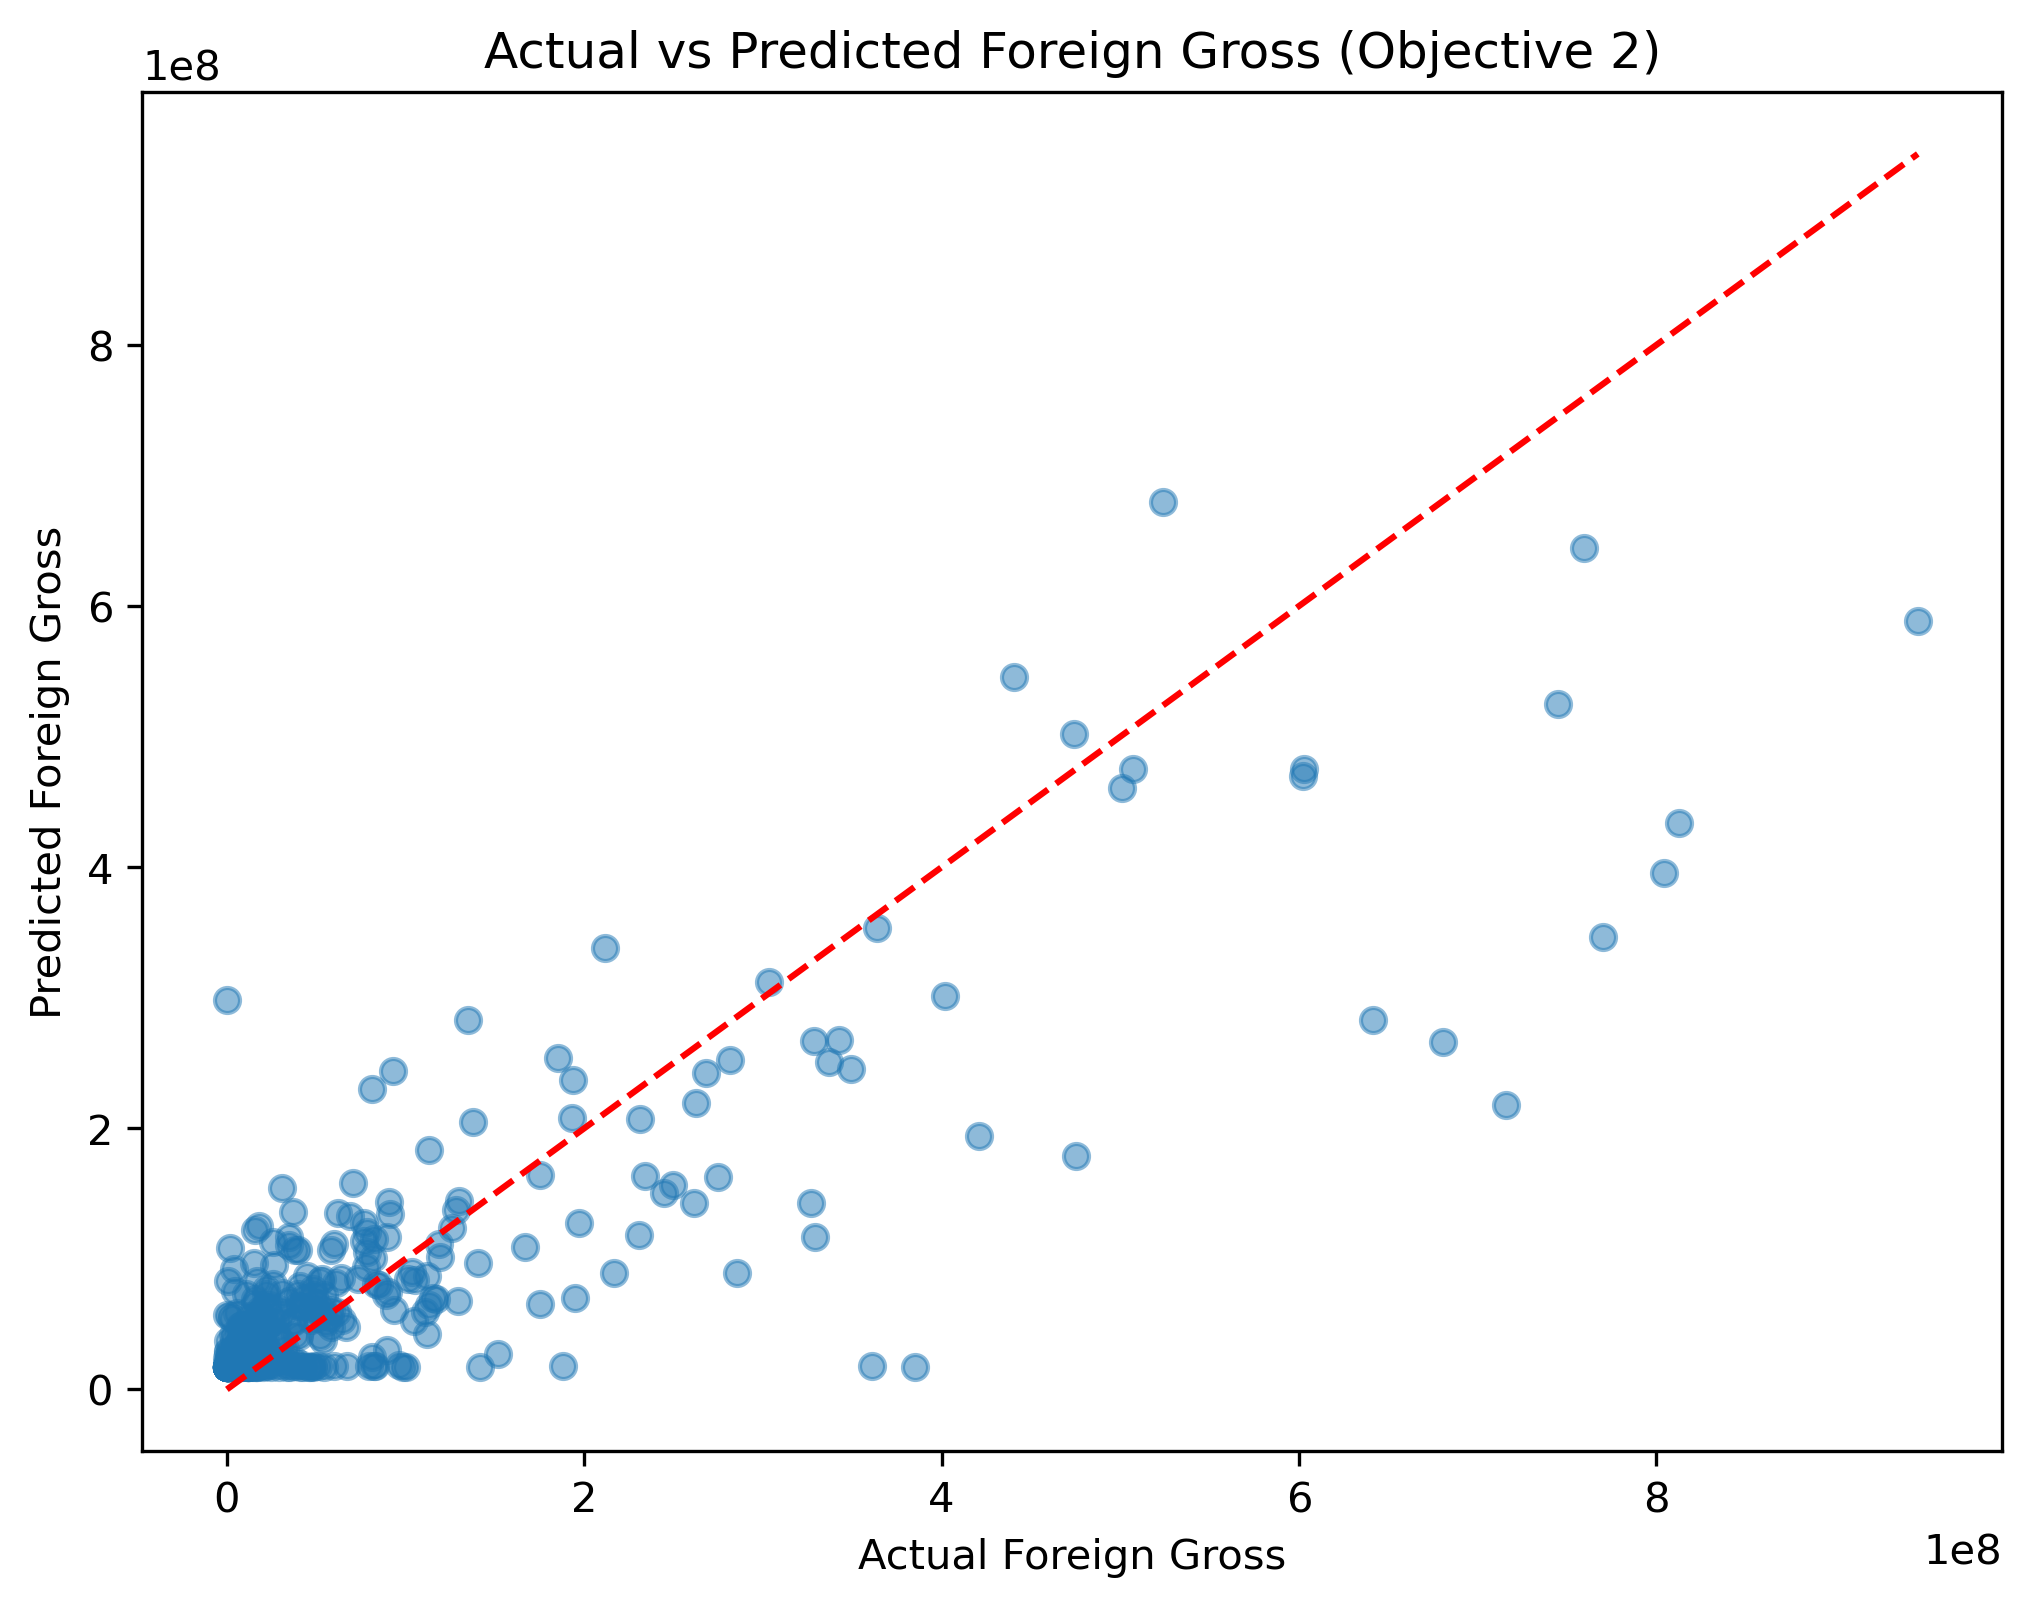 Actual vs Predicted Foreign Gross (Objective 2)
1e8
8
6
4
2
0
Predicted Foreign Gross
0 2 4 6 8
1e8
Actual Foreign Gross